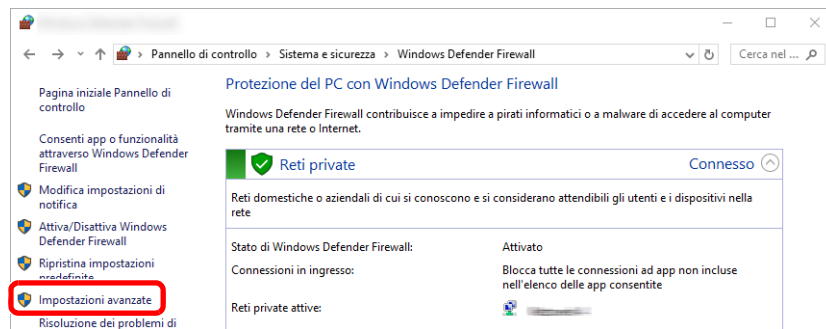 Pannello di controllo › Sistema e sicurezza › Windows Defender Firewall
Cerca nel ...
Pagina iniziale Pannello di
controllo
Consenti app o funzionalità
attraverso Windows Defender
Firewall
Modifica impostazioni di
notifica
Attiva/Disattiva Windows
Defender Firewall
Ripristina impostazioni
predefinite
Impostazioni avanzate
Risoluzione dei problemi di
Protezione del PC con Windows Defender Firewall
Windows Defender Firewall contribuisce a impedire a pirati informatici o a malware di accedere al computer
tramite una rete o Internet.
Reti private
Connesso
Reti domestiche o aziendali di cui si conoscono e si considerano attendibili gli utenti e i dispositivi nella
rete
Stato di Windows Defender Firewall: Attivato
Connessioni in ingresso: Blocca tutte le connessioni ad app non incluse
nell'elenco delle app consentite
Reti private attive: